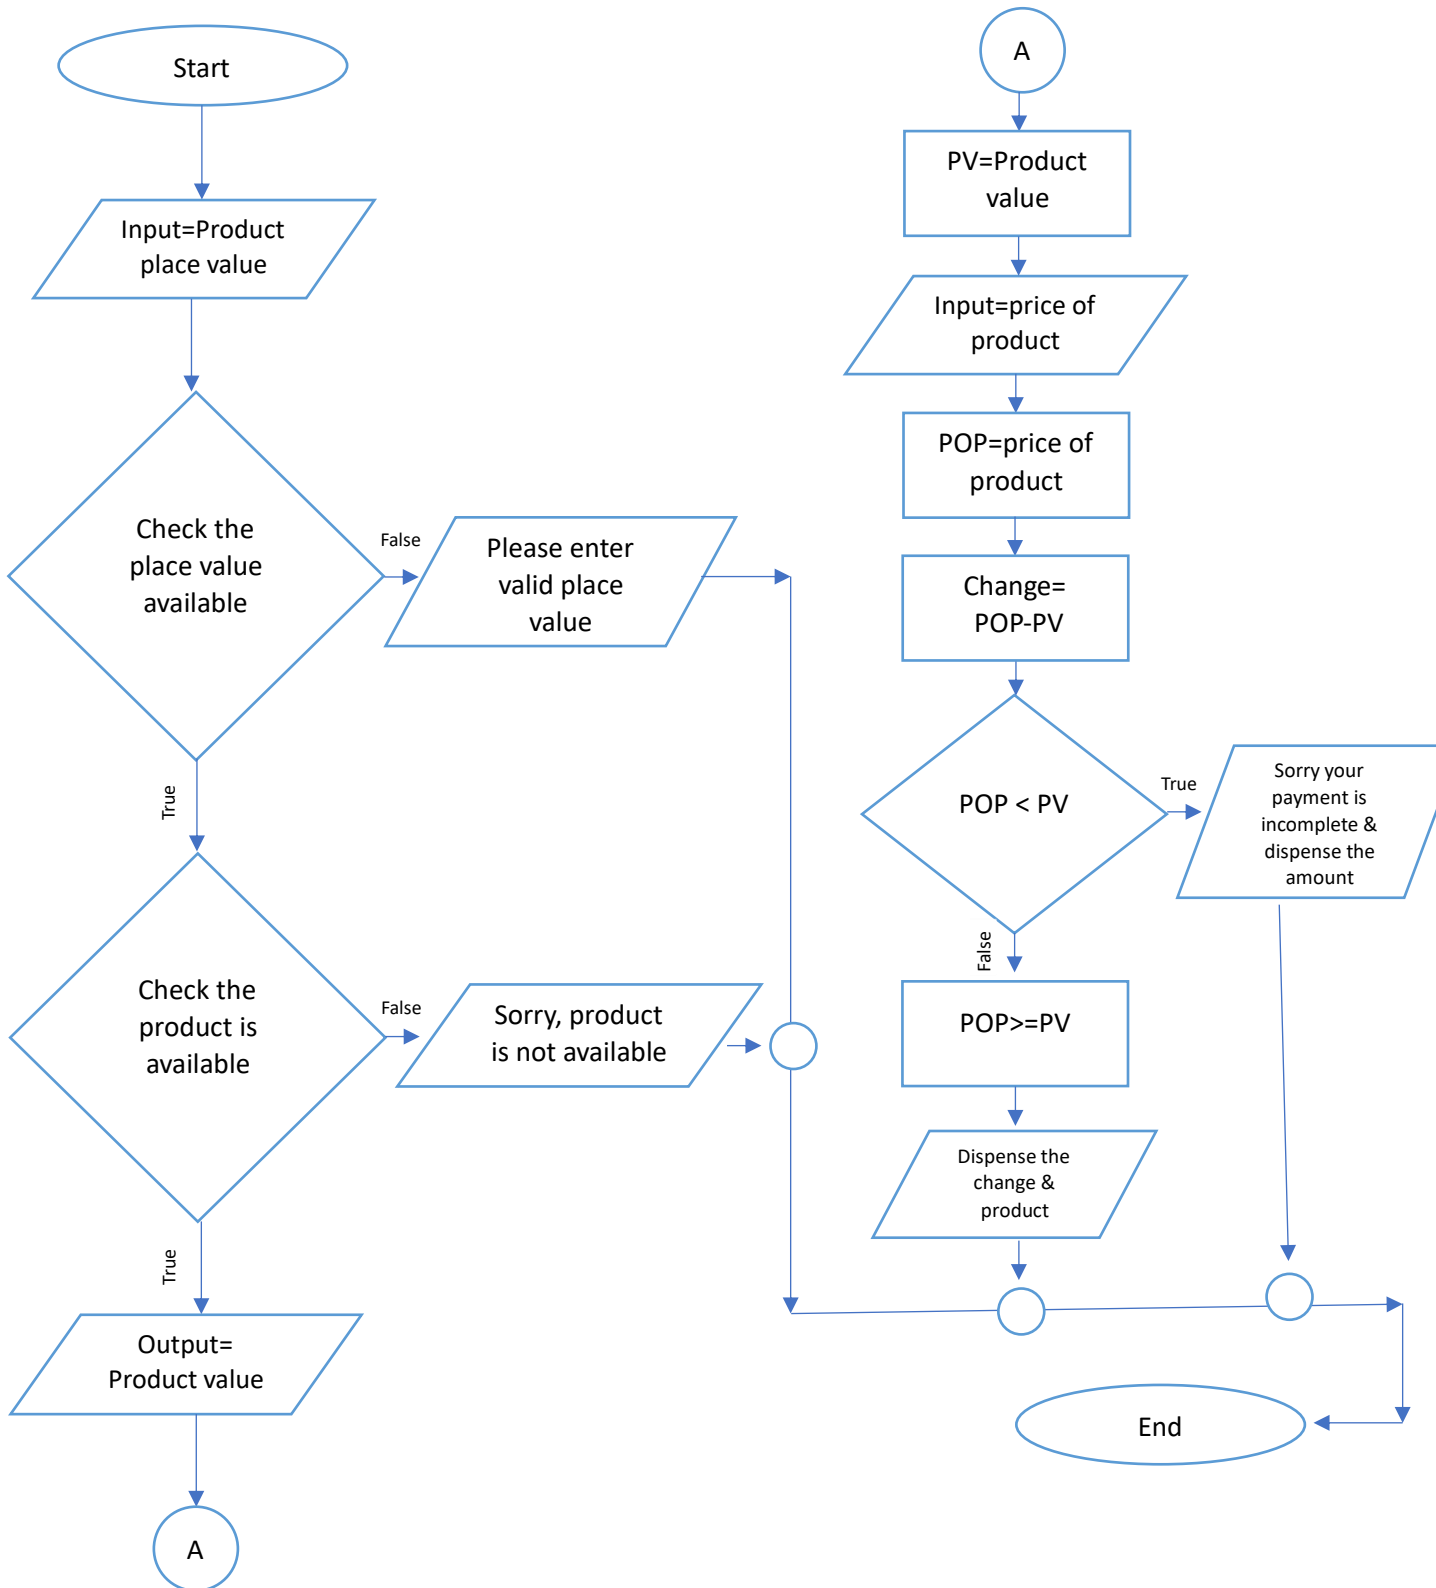 Start
Input=Product
place value
Check the
place value
available
False
Please enter
valid place
value
True
Check the
product is
available
False
Sorry, product
is not available
True
Output=
Product value
A
A
PV=Product
value
Input=price of
product
POP=price of
product
Change=
POP-PV
POP < PV
True
Sorry your
payment is
incomplete &
dispense the
amount
False
POP>=PV
Dispense the
change &
product
End